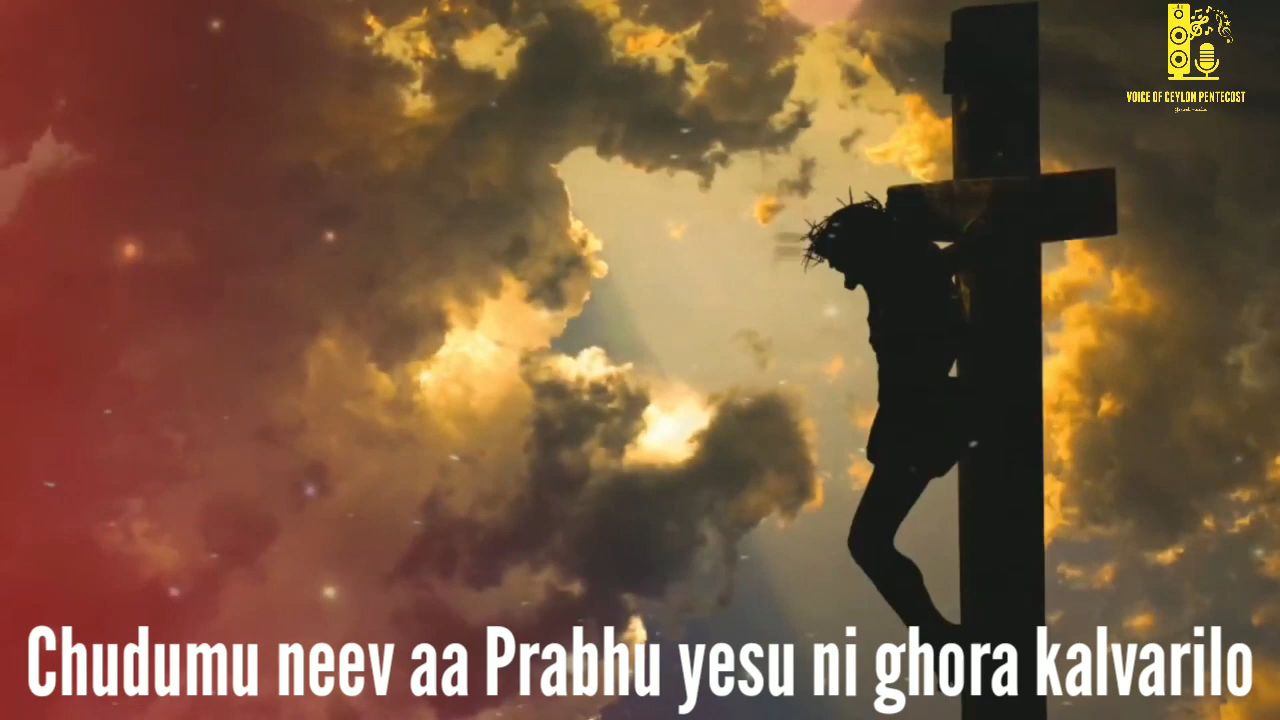 VOICE OF CEYLON PENTECOST
Chudumu neev aa Prabhu yesu ni ghora kalvarilo